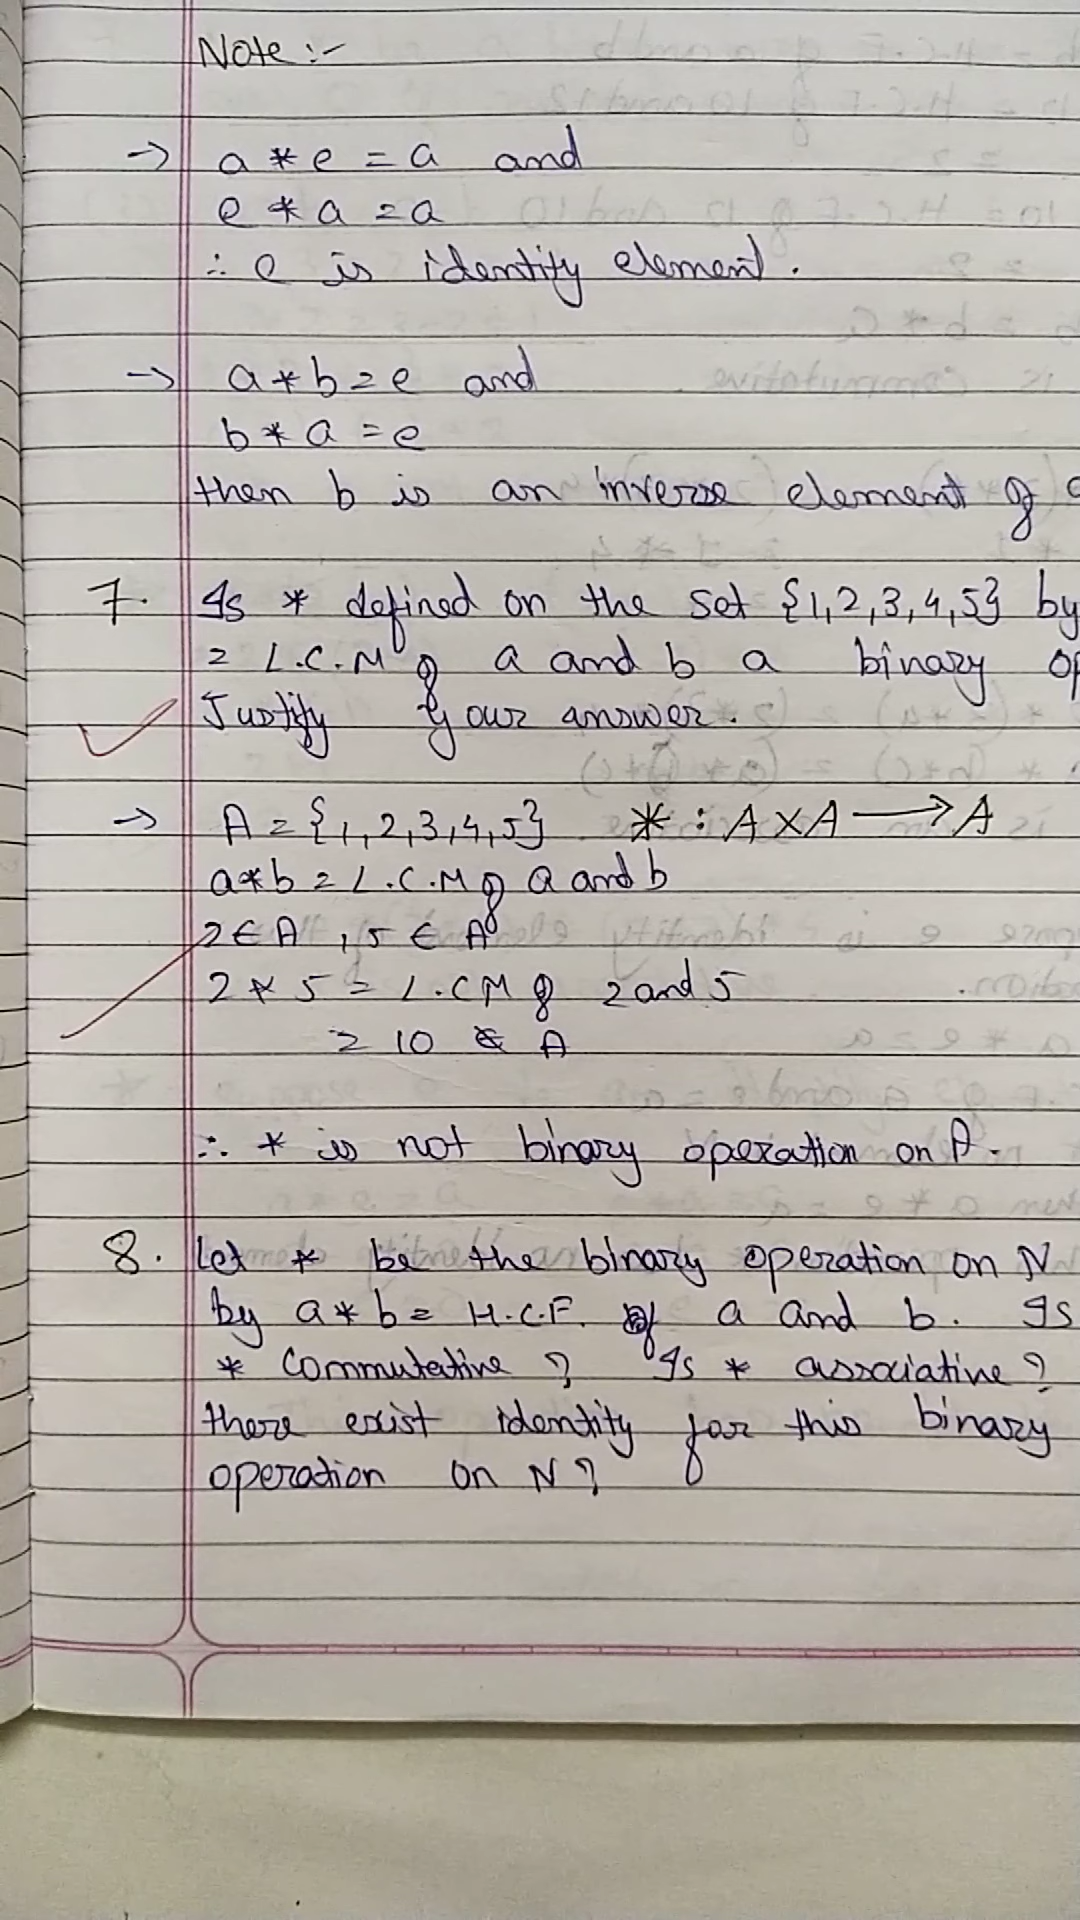 Note :-
→ a * e = a and
e * a = a
∴ e is identity element.
→ a * b = e and
b * a = e
then b is an inverse element of
7. Is * defined on the set {1,2,3,4,5} by
= L.C.M of a and b a binary op
Justify your answer.
→ A = {1,2,3,4,5} * : A X A → A
a*b = L.C.M of a and b
2 ∈ A , 5 ∈ A
2 * 5 = L.CM of 2 and 5
= 10 ∉ A
∴ * is not binary operation on A.
8. Let * be the binary operation on N
by a * b = H.C.F. of a and b. Is
* commutative ? Is * associative ?
there exist identity for this binary
operation on N ?